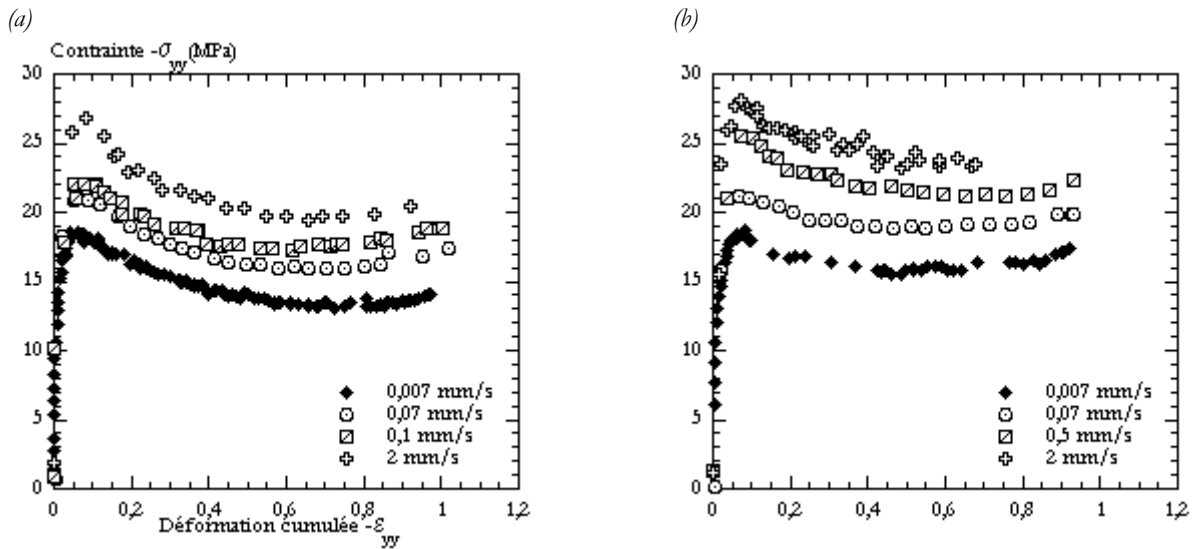 (a)
(b)
Contrainte -σyy(MPa)
30
25
20
15
10
5
0
0 0,2 0,4 0,6 0,8 1 1,2
Déformation cumulée -εyy
0,007 mm/s
0,07 mm/s
0,1 mm/s
2 mm/s
30
25
20
15
10
5
0
0 0,2 0,4 0,6 0,8 1 1,2
0,007 mm/s
0,07 mm/s
0,5 mm/s
2 mm/s